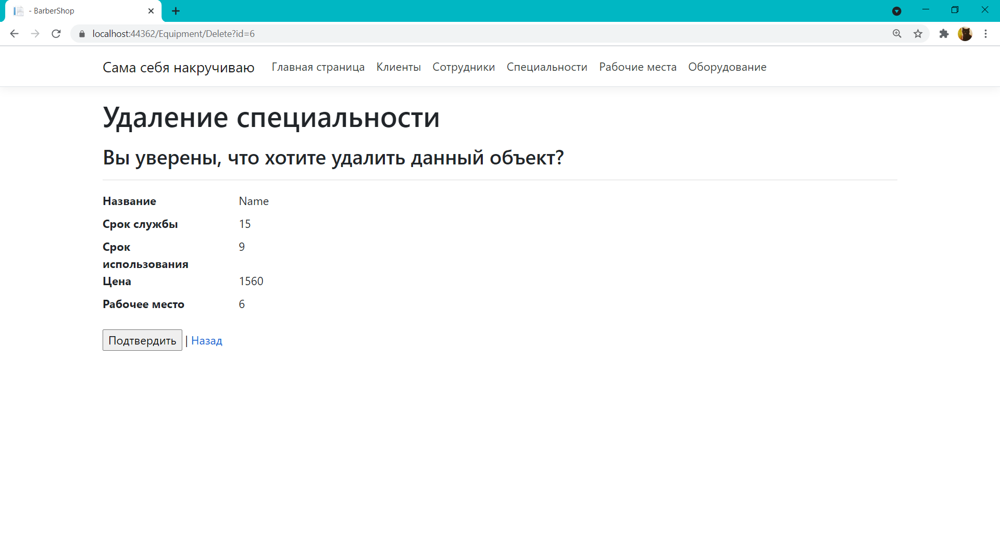 - BarberShop
localhost:44362/Equipment/Delete?id=6
Сама себя накручиваю Главная страница Клиенты Сотрудники Специальности Рабочие места Оборудование
Удаление специальности
Вы уверены, что хотите удалить данный объект?
Название Name
Срок службы 15
Срок 9
использования
Цена 1560
Рабочее место 6
Подтвердить | Назад